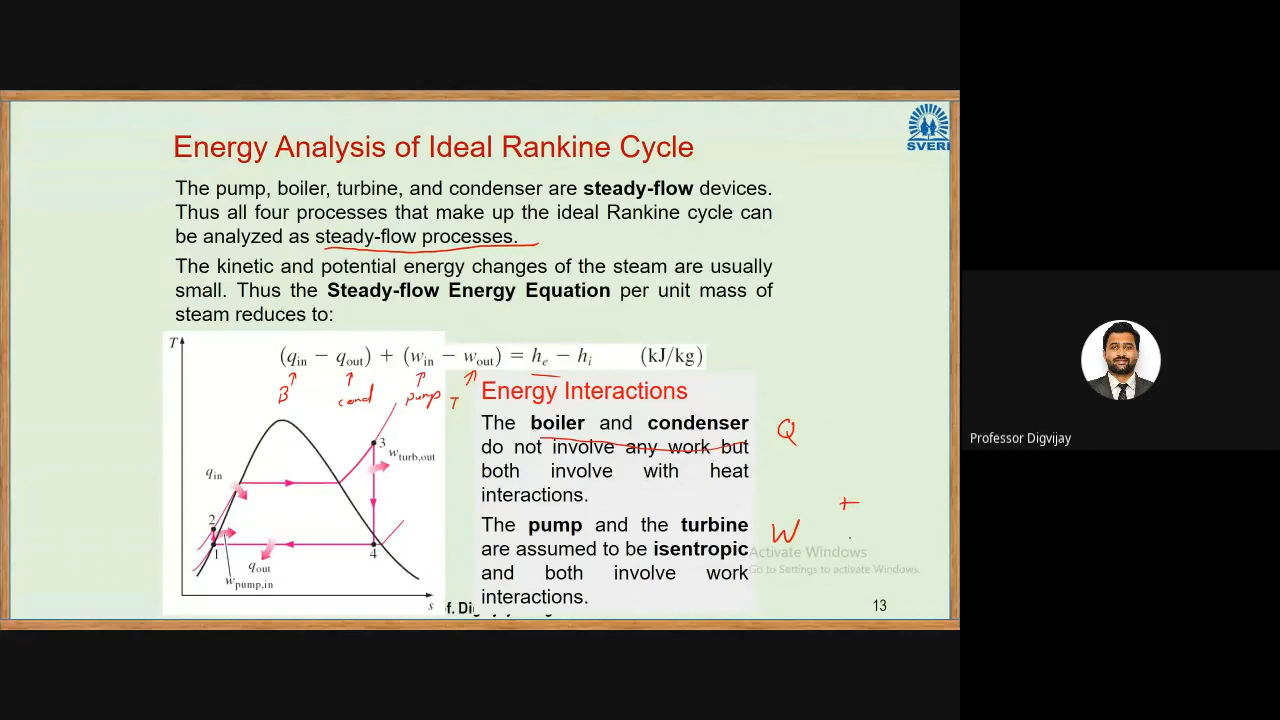 SVERI
Energy Analysis of Ideal Rankine Cycle
The pump, boiler, turbine, and condenser are steady-flow devices.
Thus all four processes that make up the ideal Rankine cycle can
be analyzed as steady-flow processes.
The kinetic and potential energy changes of the steam are usually
small. Thus the Steady-flow Energy Equation per unit mass of
steam reduces to:
(q_in − q_out) + (w_in − w_out) = h_e − h_i (kJ/kg)
B cond pump T
T
3
w_turb,out
q_in
2
1
4
q_out
w_pump,in
s
Energy Interactions
The boiler and condenser
do not involve any work but
both involve with heat
interactions.
Q
The pump and the turbine
are assumed to be isentropic
and both involve work
interactions.
W
+
Activate Windows
Go to Settings to activate Windows.
13
Professor Digvijay